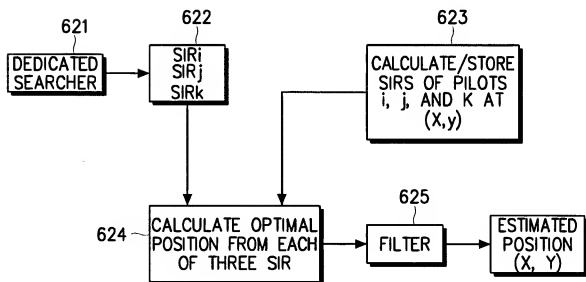 621
DEDICATED
SEARCHER
622
SIRi
SIRj
SIRk
623
CALCULATE/STORE
SIRS OF PILOTS
i, j, AND K AT
(X,y)
624
CALCULATE OPTIMAL
POSITION FROM EACH
OF THREE SIR
625
FILTER
ESTIMATED
POSITION
(X, Y)